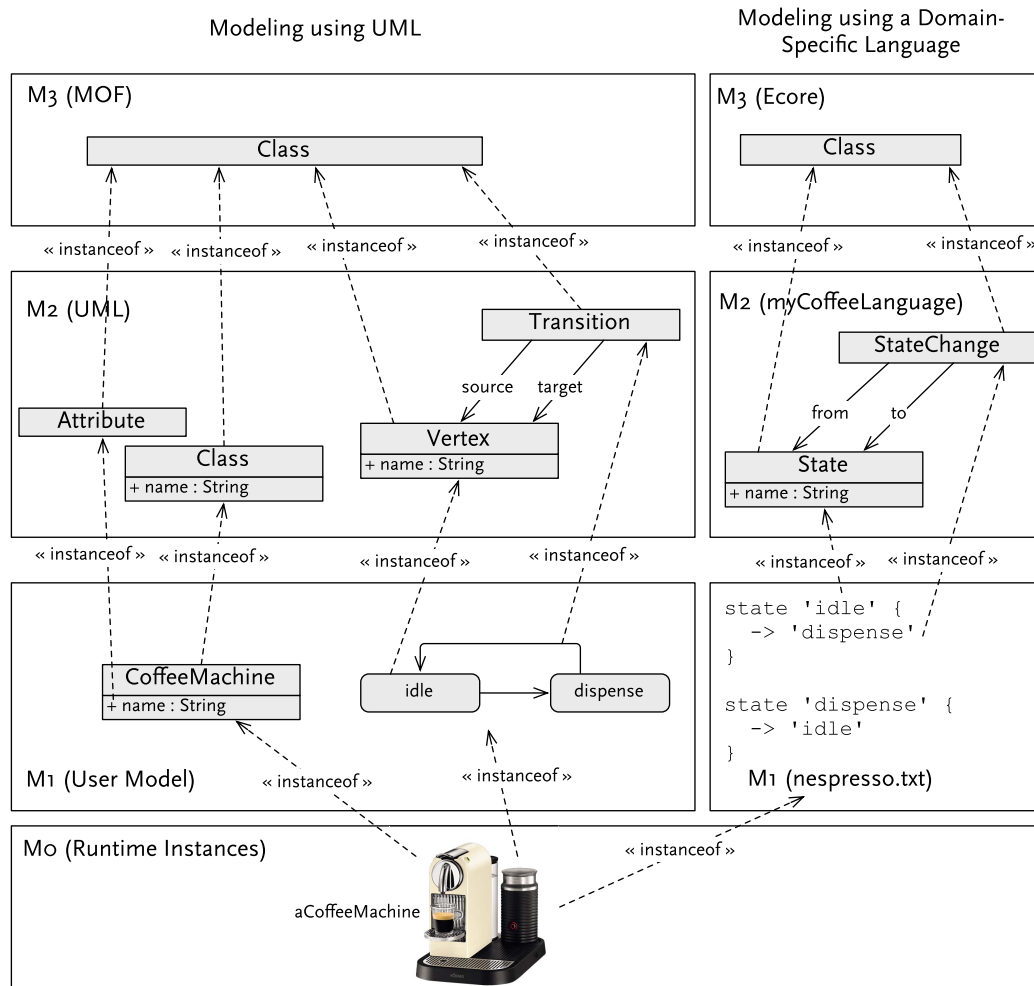 Modeling using UML
Modeling using a Domain-
Specific Language
M3 (MOF)
Class
M3 (Ecore)
Class
« instanceof »
« instanceof »
« instanceof »
« instanceof »
« instanceof »
« instanceof »
M2 (UML)
Transition
source
target
Attribute
Class
+ name : String
Vertex
+ name : String
M2 (myCoffeeLanguage)
StateChange
from
to
State
+ name : String
« instanceof »
« instanceof »
« instanceof »
« instanceof »
« instanceof »
« instanceof »
CoffeeMachine
+ name : String
idle
dispense
M1 (User Model)
« instanceof »
« instanceof »
state 'idle' {
-> 'dispense'
}
state 'dispense' {
-> 'idle'
}
M1 (nespresso.txt)
M0 (Runtime Instances)
« instanceof »
aCoffeeMachine